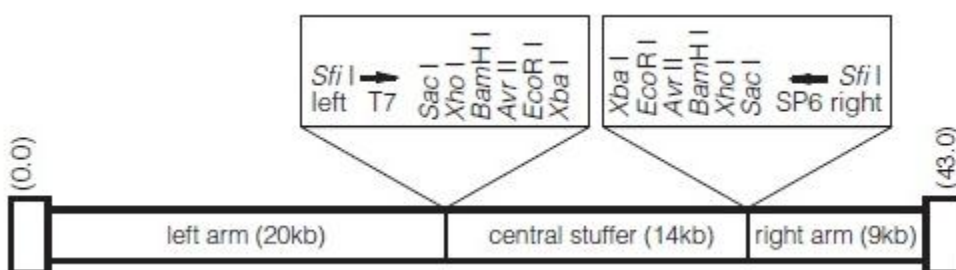 Sfi I
left T7
Sac I
Xho I
BamH I
Avr II
EcoR I
Xba I
Xba I
EcoR I
Avr II
BamH I
Xho I
Sac I
Sfi I
SP6 right
(0.0)
(43.0)
left arm (20kb)
central stuffer (14kb)
right arm (9kb)